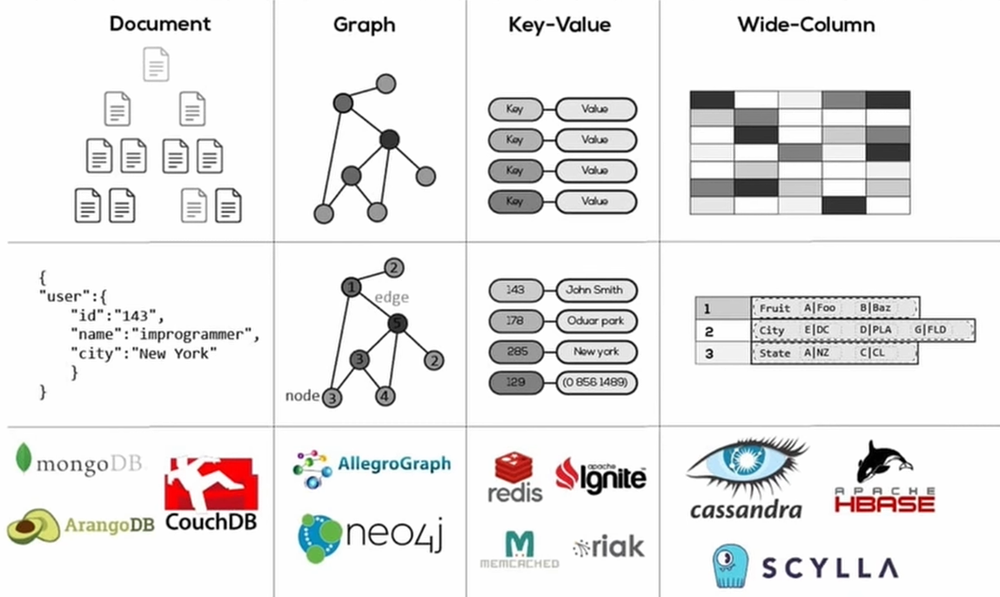 Document
Graph
Key-Value
Wide-Column
Key Value
Key Value
Key Value
Key Value
{
"user":{
"id":"143",
"name":"improgrammer",
"city":"New York"
}
}
2
1
edge
5
3
2
node 3
4
143 John Smith
178 Oduar park
285 New york
129 (0 856 1489)
1 Fruit A|Foo B|Baz
2 City E|DC D|PLA G|FLD
3 State A|NZ C|CL
mongoDB
CouchDB
ArangoDB
AllegroGraph
neo4j
redis
apache
Ignite
MEMCACHED
riak
cassandra
APACHE
HBASE
SCYLLA